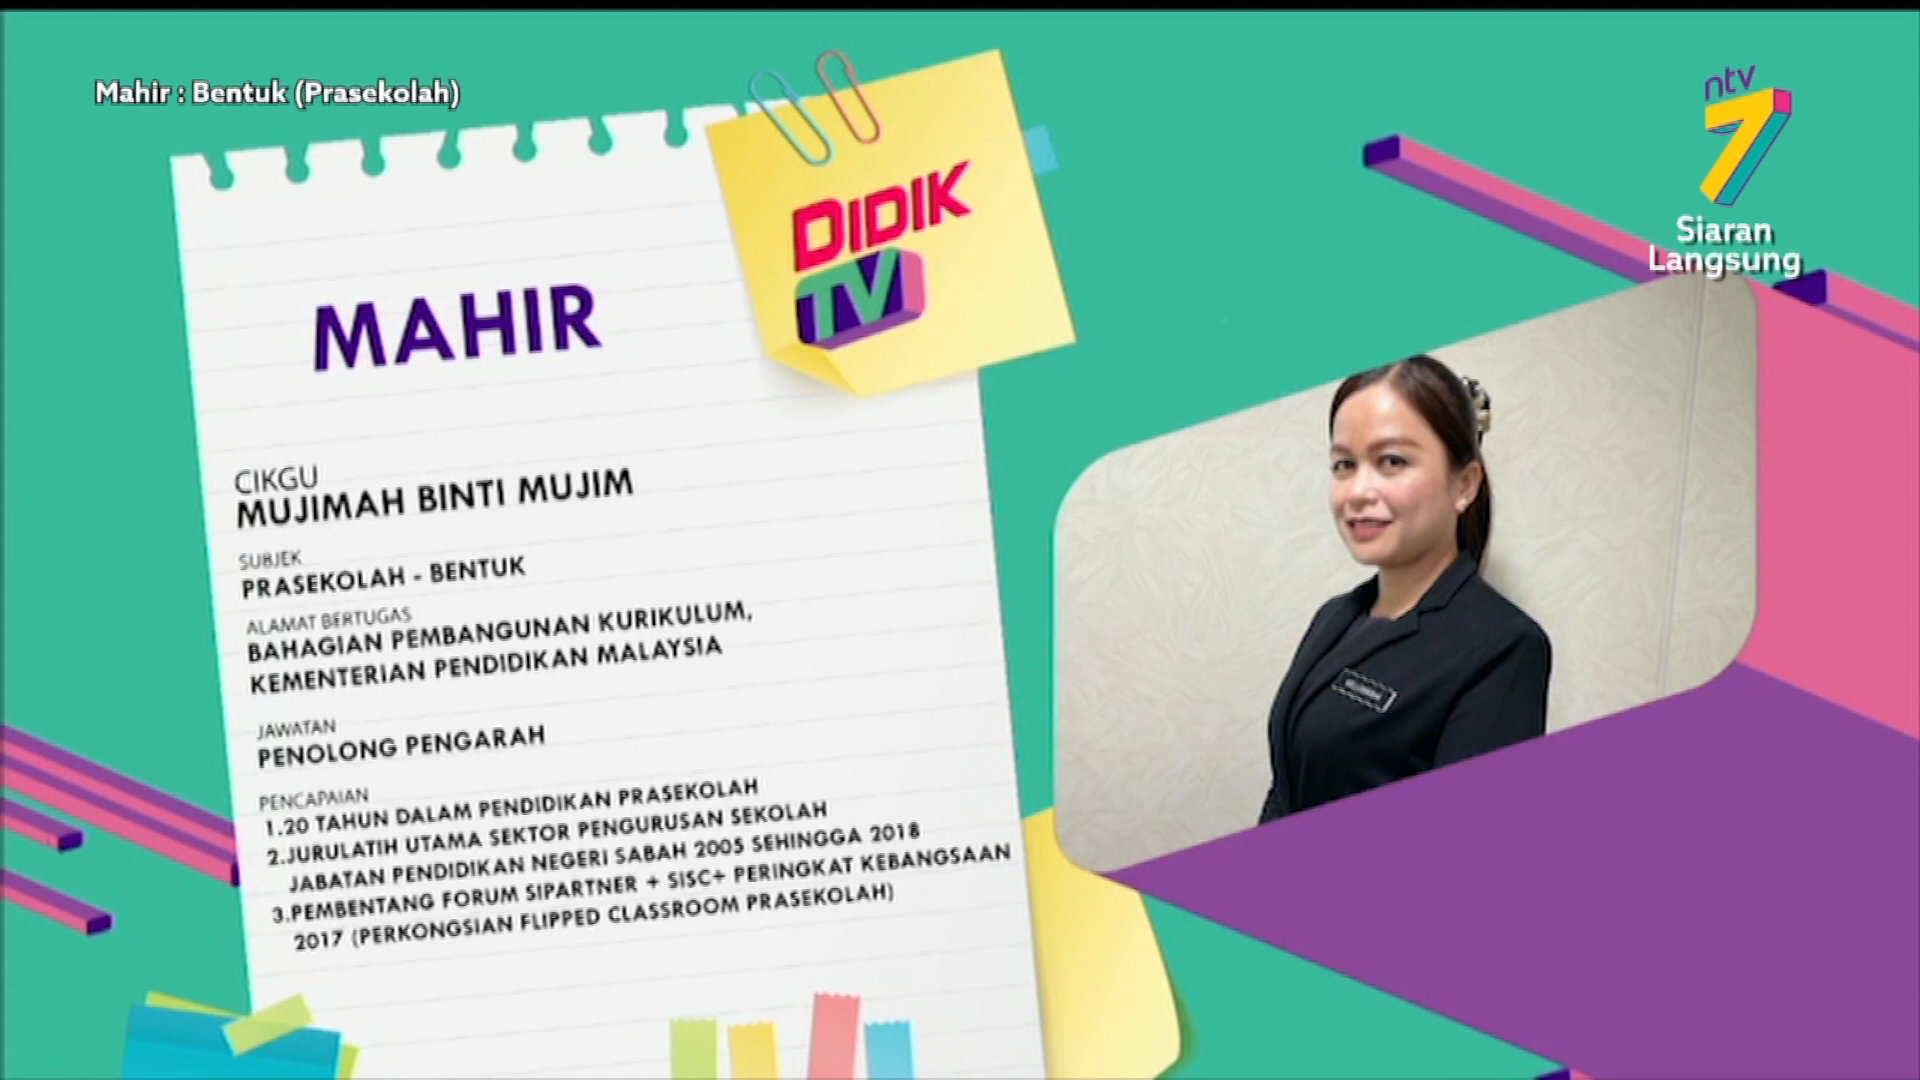 Mahir : Bentuk (Prasekolah)
ntv
7
Siaran
Langsung
DIDIK
TV
MAHIR
CIKGU
MUJIMAH BINTI MUJIM
SUBJEK
PRASEKOLAH - BENTUK
ALAMAT BERTUGAS
BAHAGIAN PEMBANGUNAN KURIKULUM,
KEMENTERIAN PENDIDIKAN MALAYSIA
JAWATAN
PENOLONG PENGARAH
PENCAPAIAN
1.20 TAHUN DALAM PENDIDIKAN PRASEKOLAH
2.JURULATIH UTAMA SEKTOR PENGURUSAN SEKOLAH
JABATAN PENDIDIKAN NEGERI SABAH 2005 SEHINGGA 2018
3.PEMBENTANG FORUM SIPARTNER + SISC+ PERINGKAT KEBANGSAAN
2017 (PERKONGSIAN FLIPPED CLASSROOM PRASEKOLAH)